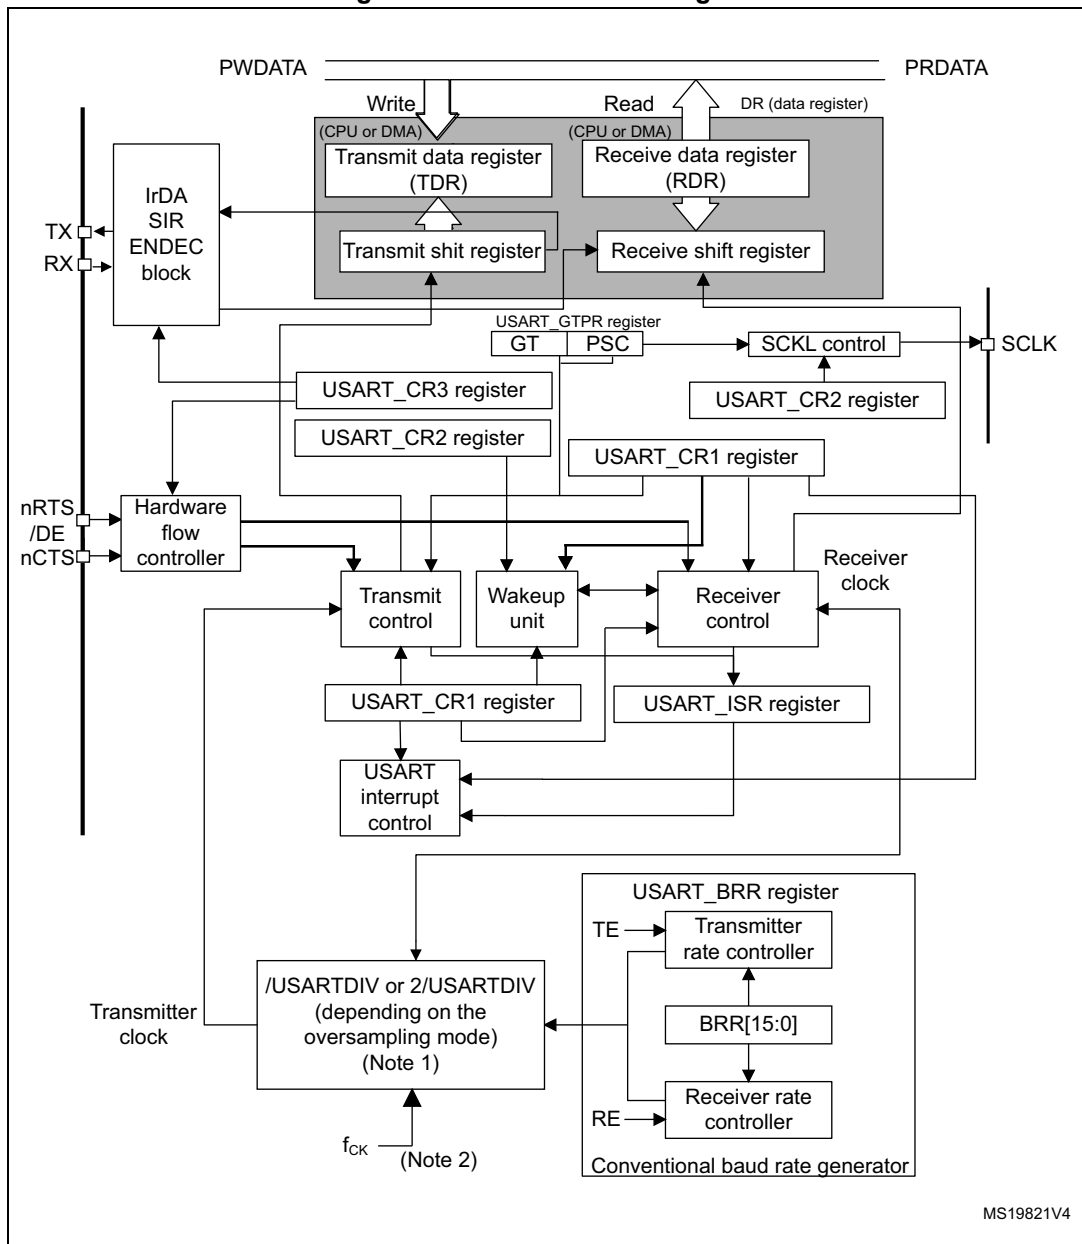 PWDATA
PRDATA
Write
Read
DR (data register)
(CPU or DMA)
(CPU or DMA)
Transmit data register
(TDR)
Receive data register
(RDR)
IrDA
SIR
ENDEC
block
TX
RX
Transmit shit register
Receive shift register
USART_GTPR register
GT
PSC
SCKL control
SCLK
USART_CR3 register
USART_CR2 register
USART_CR2 register
USART_CR1 register
nRTS
/DE
nCTS
Hardware
flow
controller
Receiver
clock
Transmit
control
Wakeup
unit
Receiver
control
USART_CR1 register
USART_ISR register
USART
interrupt
control
USART_BRR register
TE
Transmitter
rate controller
/USARTDIV or 2/USARTDIV
(depending on the
oversampling mode)
(Note 1)
Transmitter
clock
BRR[15:0]
Receiver rate
controller
RE
fCK
(Note 2)
Conventional baud rate generator
MS19821V4